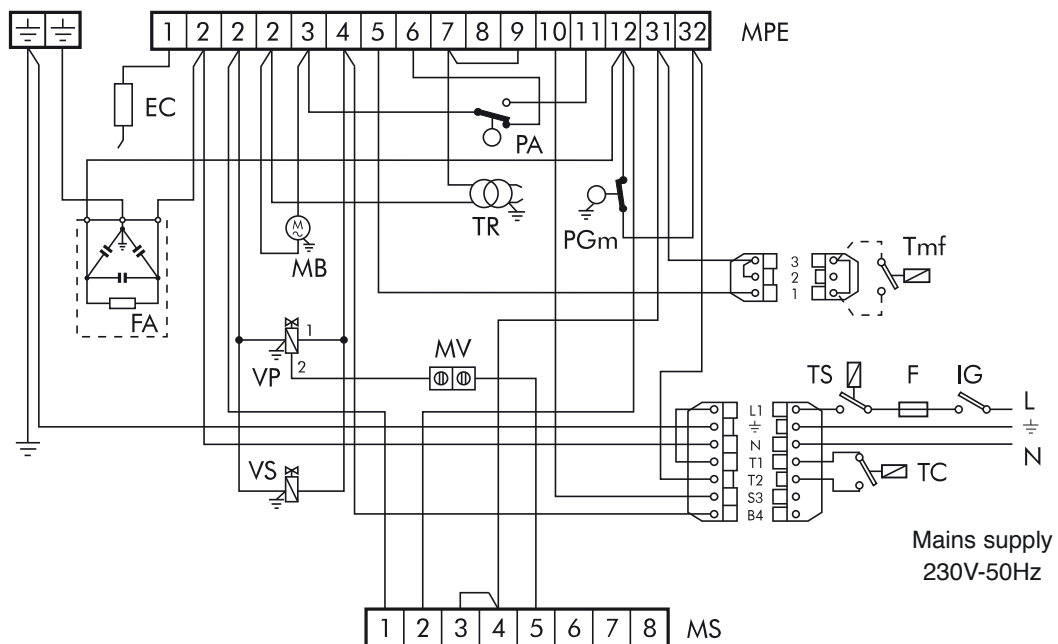 1 2 2 2 3 4 5 6 7 8 9 10 11 12 31 32 MPE
EC
PA
TR
PGm
M
~
MB
3
2
1
Tmf
FA
1
VP
2
MV
TS F IG
L1 L
N N
T1
T2 TC
S3
B4
VS
Mains supply
230V-50Hz
1 2 3 4 5 6 7 8 MS